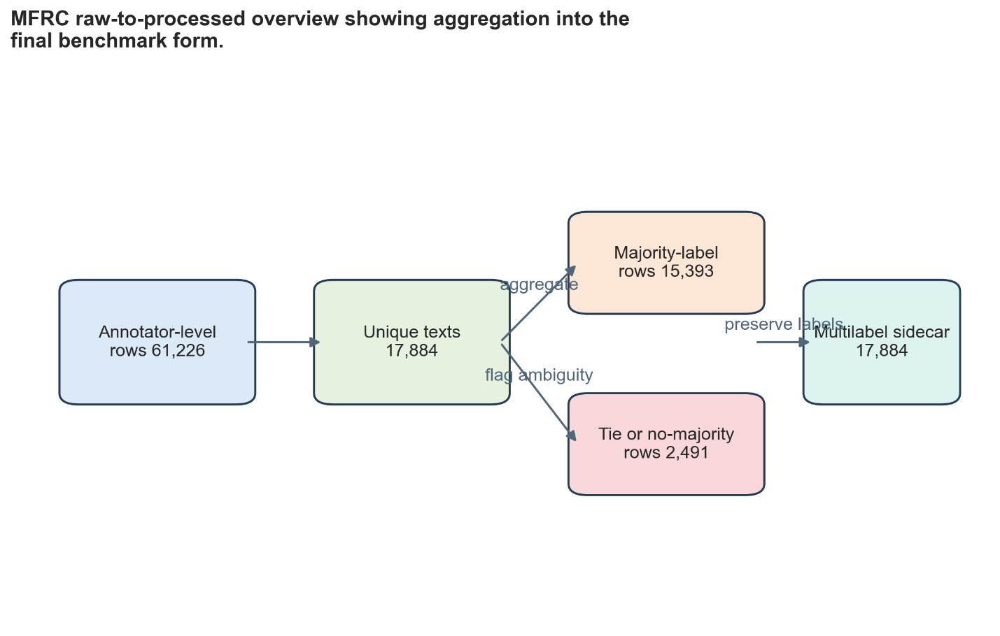 MFRC raw-to-processed overview showing aggregation into the
final benchmark form.
Annotator-level
rows 61,226
Unique texts
17,884
aggregate
flag ambiguity
Majority-label
rows 15,393
Tie or no-majority
rows 2,491
preserve labels
Multilabel sidecar
17,884